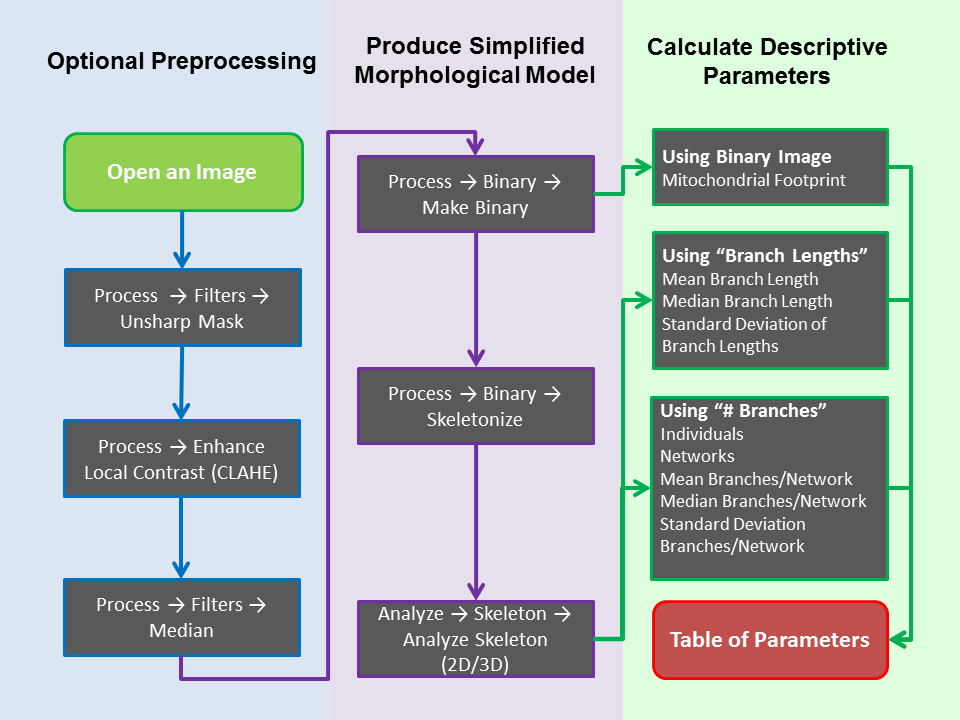 Optional Preprocessing
Open an Image
Process → Filters →
Unsharp Mask
Process → Enhance
Local Contrast (CLAHE)
Process → Filters →
Median
Produce Simplified
Morphological Model
Process → Binary →
Make Binary
Process → Binary →
Skeletonize
Analyze → Skeleton →
Analyze Skeleton
(2D/3D)
Calculate Descriptive
Parameters
Using Binary Image
Mitochondrial Footprint
Using “Branch Lengths”
Mean Branch Length
Median Branch Length
Standard Deviation of
Branch Lengths
Using “# Branches”
Individuals
Networks
Mean Branches/Network
Median Branches/Network
Standard Deviation
Branches/Network
Table of Parameters